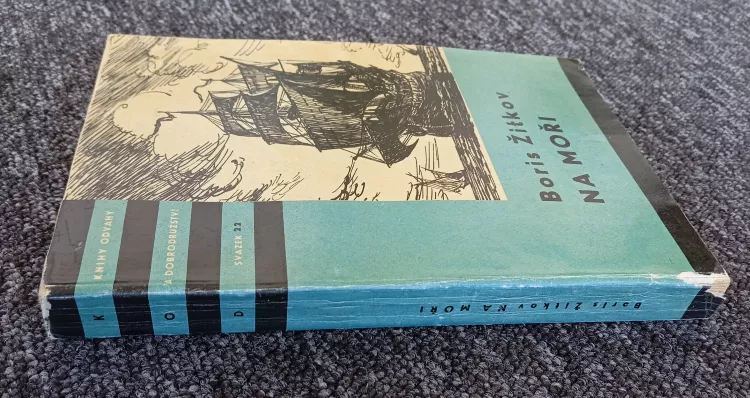 Boris Žitkov
NA MOŘI
KNIHY ODVAHY
A DOBRODRUŽSTVÍ
SVAZEK 22
K
O
D
Boris Žitkov NA MOŘI